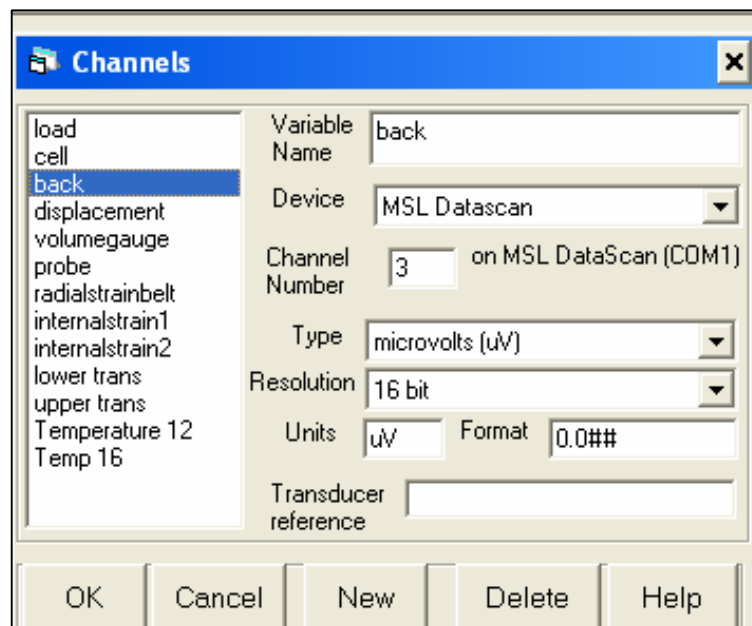 Channels
load
cell
back
displacement
volumegauge
probe
radialstrainbelt
internalstrain1
internalstrain2
lower trans
upper trans
Temperature 12
Temp 16
Variable
Name
back
Device
MSL Datascan
Channel
Number
3
on MSL DataScan (COM1)
Type
microvolts (uV)
Resolution
16 bit
Units
uV
Format
0.0##
Transducer
reference
OK
Cancel
New
Delete
Help